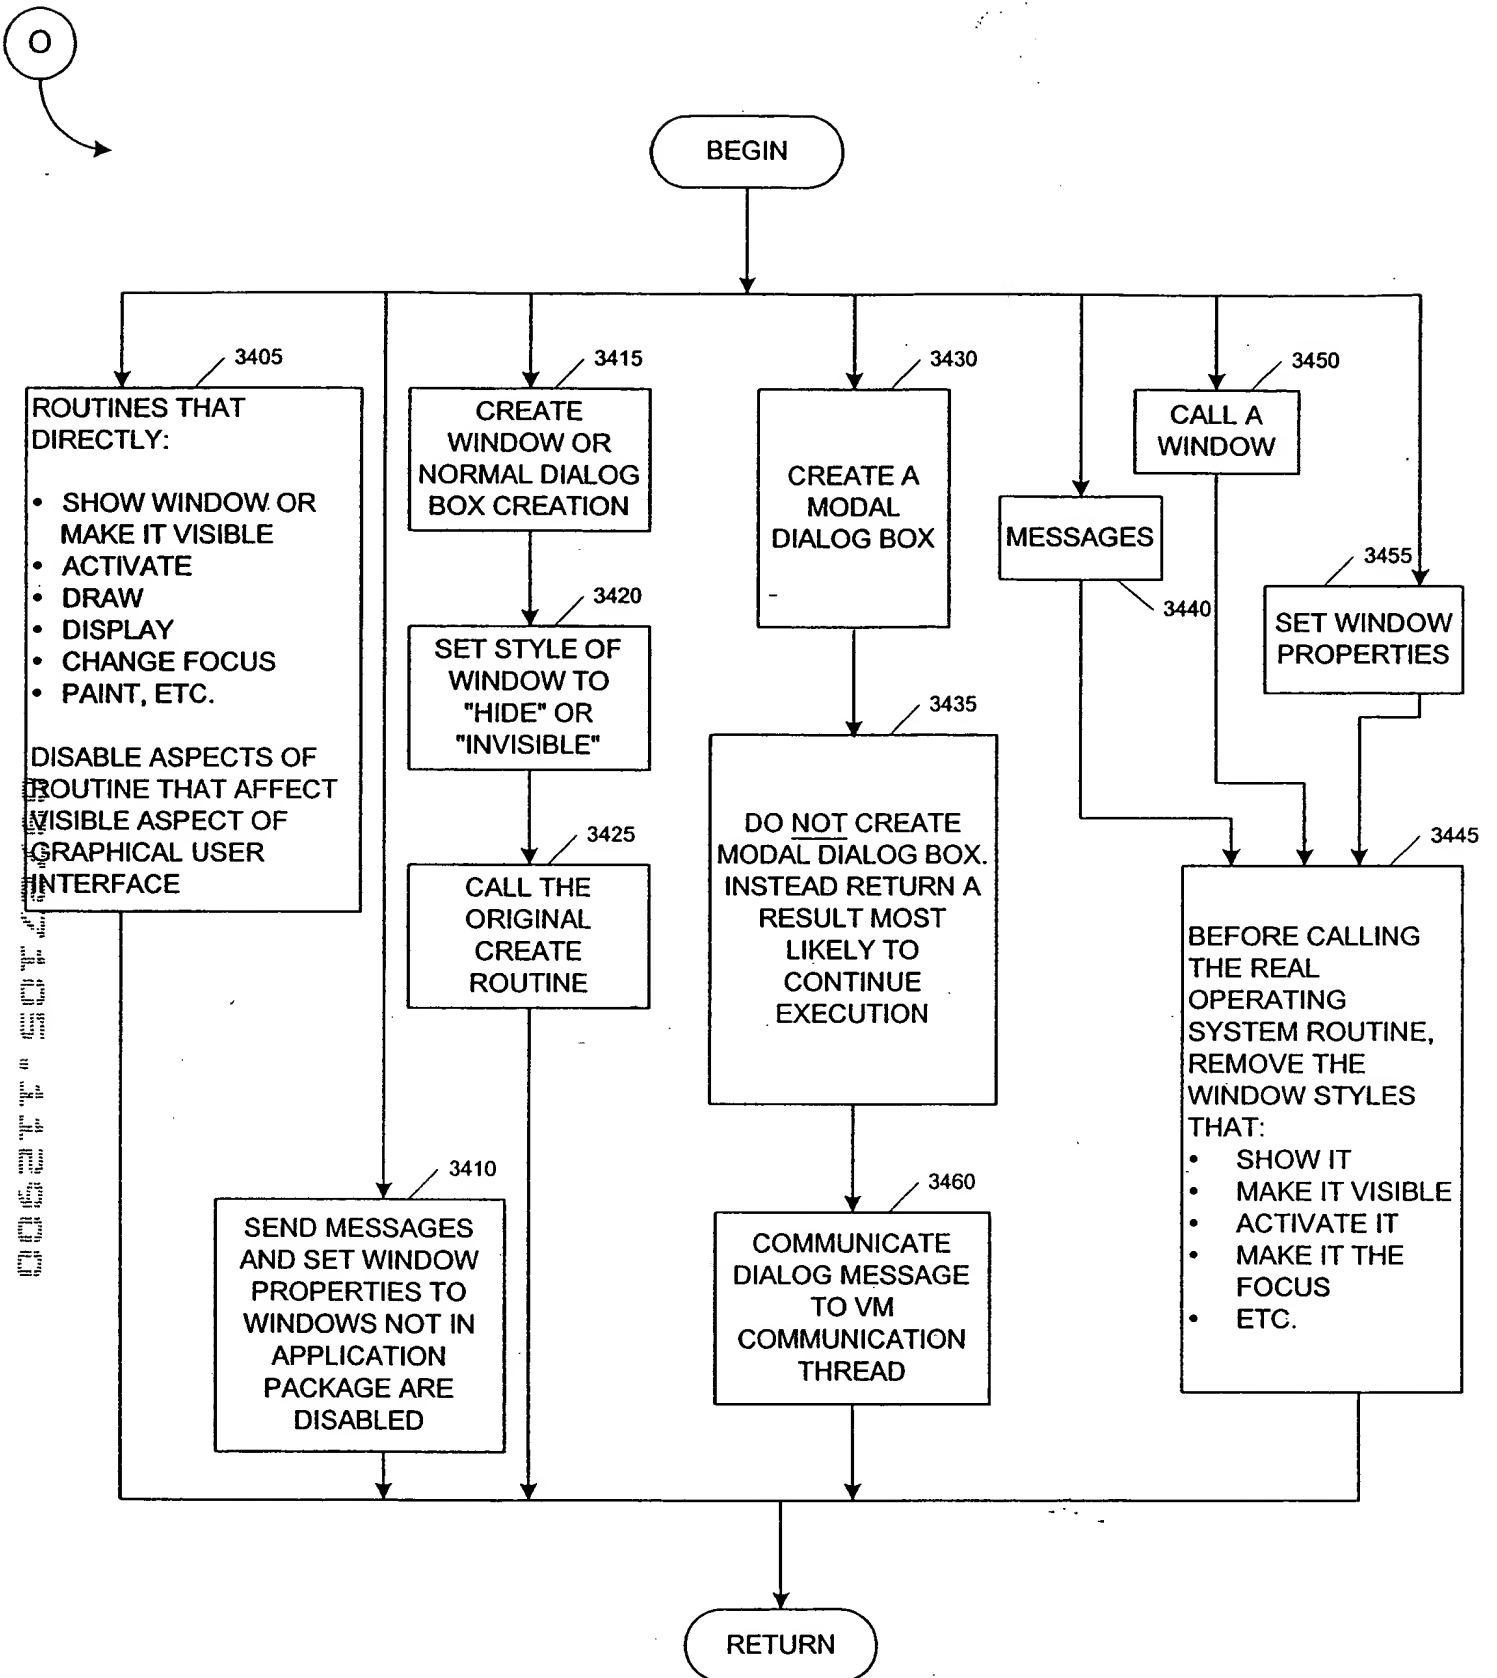 O
BEGIN
3405
ROUTINES THAT
DIRECTLY:
• SHOW WINDOW OR
MAKE IT VISIBLE
• ACTIVATE
• DRAW
• DISPLAY
• CHANGE FOCUS
• PAINT, ETC.
DISABLE ASPECTS OF
ROUTINE THAT AFFECT
VISIBLE ASPECT OF
GRAPHICAL USER
INTERFACE
3410
SEND MESSAGES
AND SET WINDOW
PROPERTIES TO
WINDOWS NOT IN
APPLICATION
PACKAGE ARE
DISABLED
3415
CREATE
WINDOW OR
NORMAL DIALOG
BOX CREATION
3420
SET STYLE OF
WINDOW TO
"HIDE" OR
"INVISIBLE"
3425
CALL THE
ORIGINAL
CREATE
ROUTINE
3430
CREATE A
MODAL
DIALOG BOX
3435
DO NOT CREATE
MODAL DIALOG BOX.
INSTEAD RETURN A
RESULT MOST
LIKELY TO
CONTINUE
EXECUTION
3460
COMMUNICATE
DIALOG MESSAGE
TO VM
COMMUNICATION
THREAD
MESSAGES
3440
3450
CALL A
WINDOW
3455
SET WINDOW
PROPERTIES
3445
BEFORE CALLING
THE REAL
OPERATING
SYSTEM ROUTINE,
REMOVE THE
WINDOW STYLES
THAT:
• SHOW IT
• MAKE IT VISIBLE
• ACTIVATE IT
• MAKE IT THE
FOCUS
• ETC.
RETURN